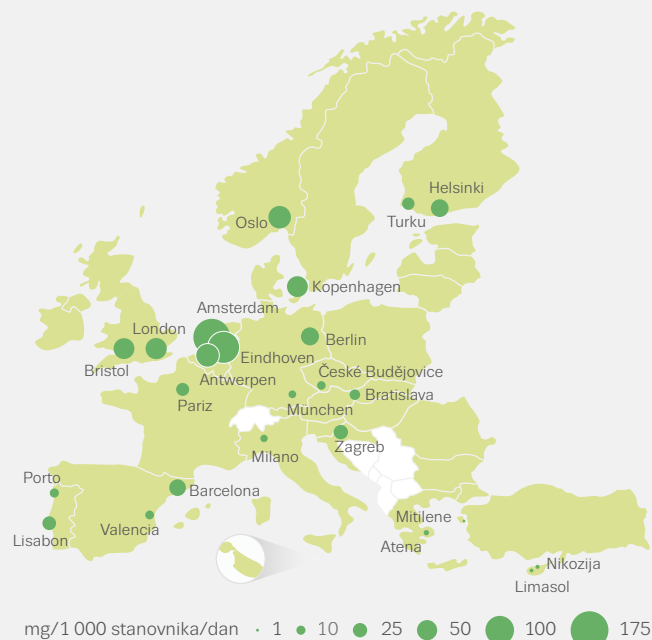 Helsinki
Oslo
Turku
Kopenhagen
Amsterdam
London
Berlin
Eindhoven
Bristol
České Budějovice
Antwerpen
Bratislava
Pariz
München
Zagreb
Milano
Porto
Barcelona
Mitilene
Valencia
Lisabon
Atena
Nikozija
Limasol
mg/1 000 stanovnika/dan 1 10 25 50 100 175